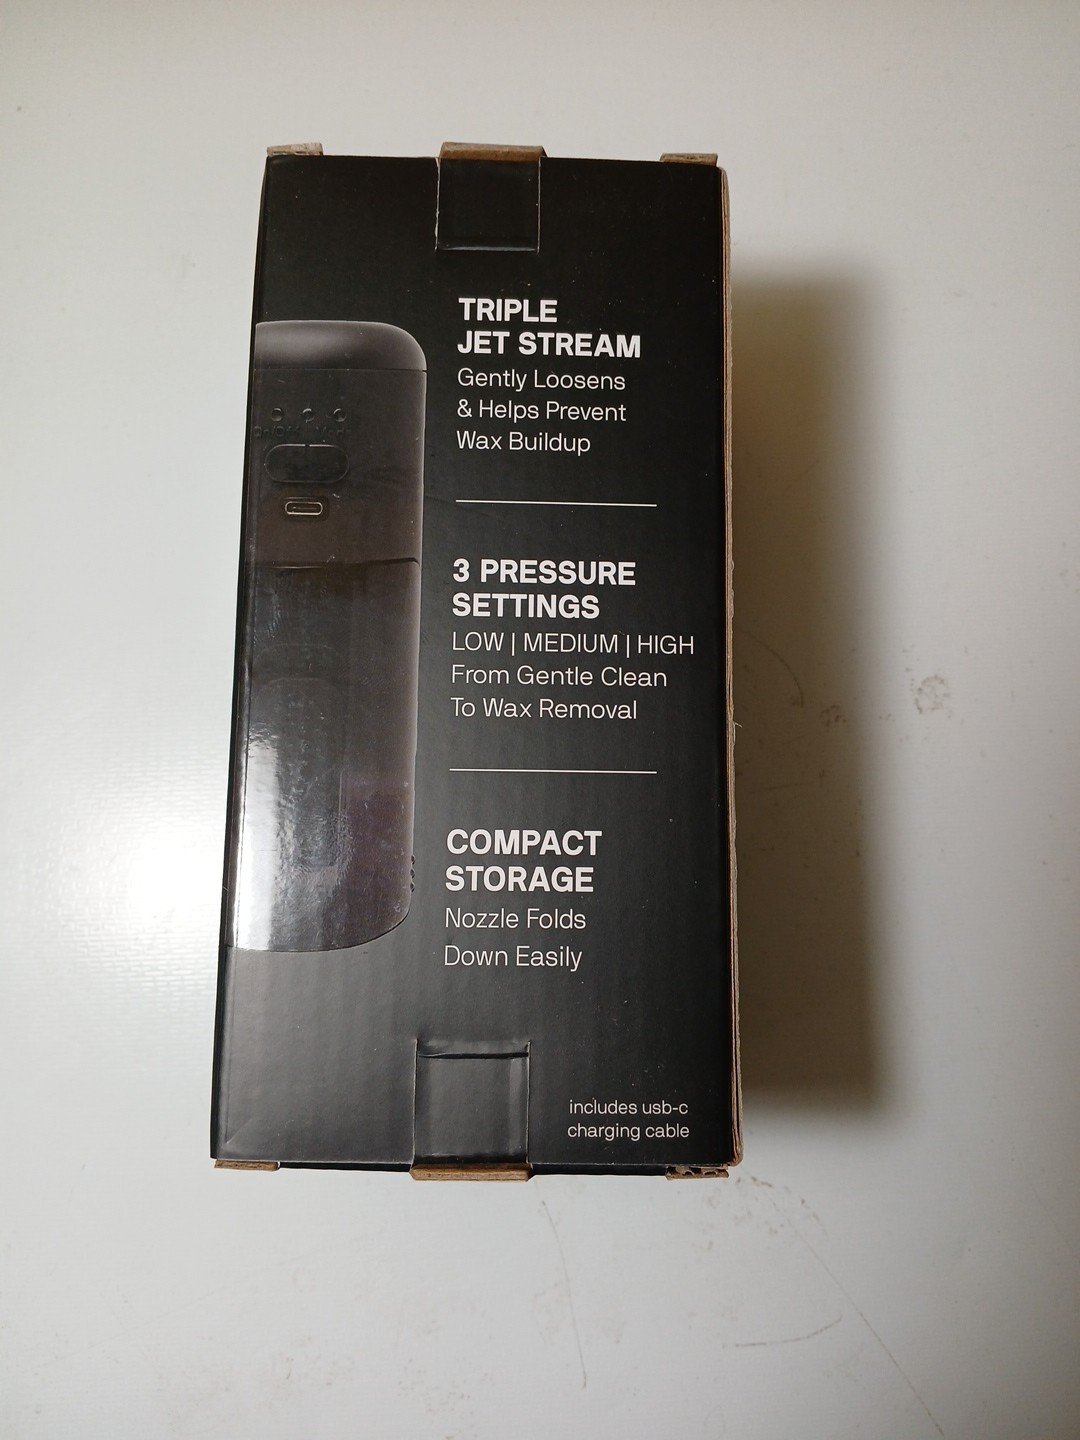 TRIPLE
JET STREAM
Gently Loosens
& Helps Prevent
Wax Buildup
3 PRESSURE
SETTINGS
LOW | MEDIUM | HIGH
From Gentle Clean
To Wax Removal
COMPACT
STORAGE
Nozzle Folds
Down Easily
includes usb-c
charging cable